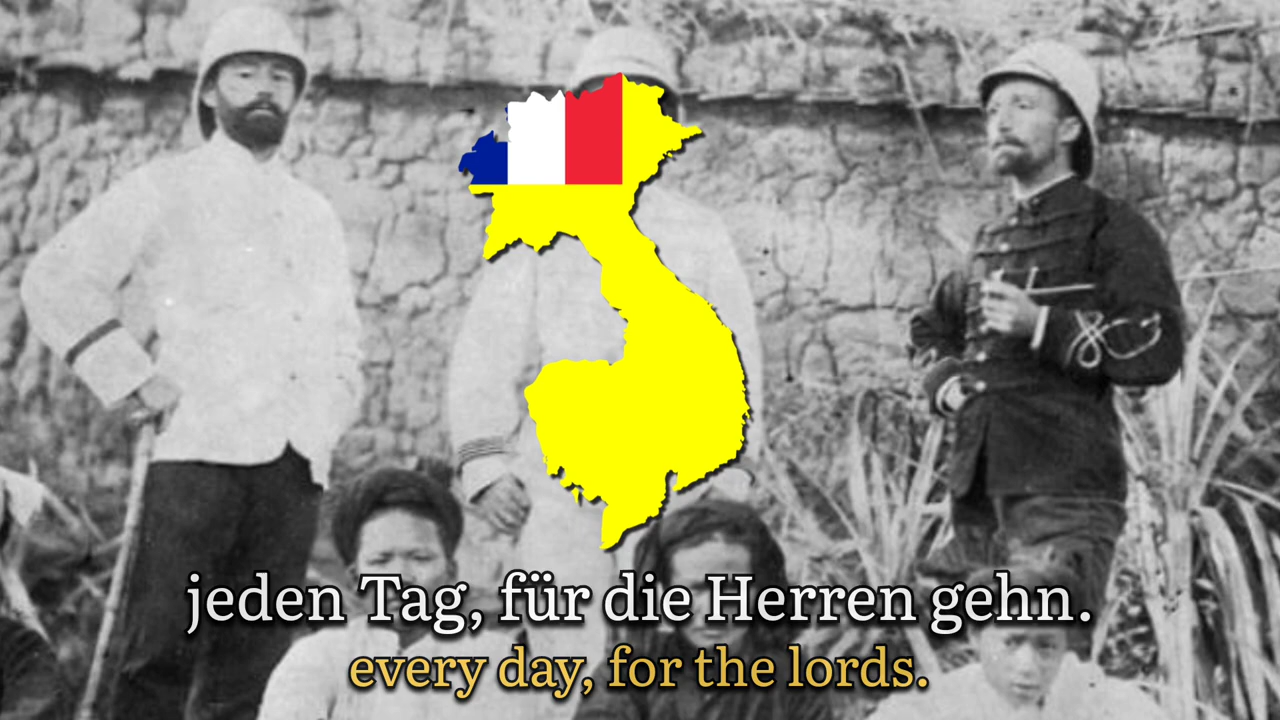 jeden Tag, für die Herren gehn.
every day, for the lords.